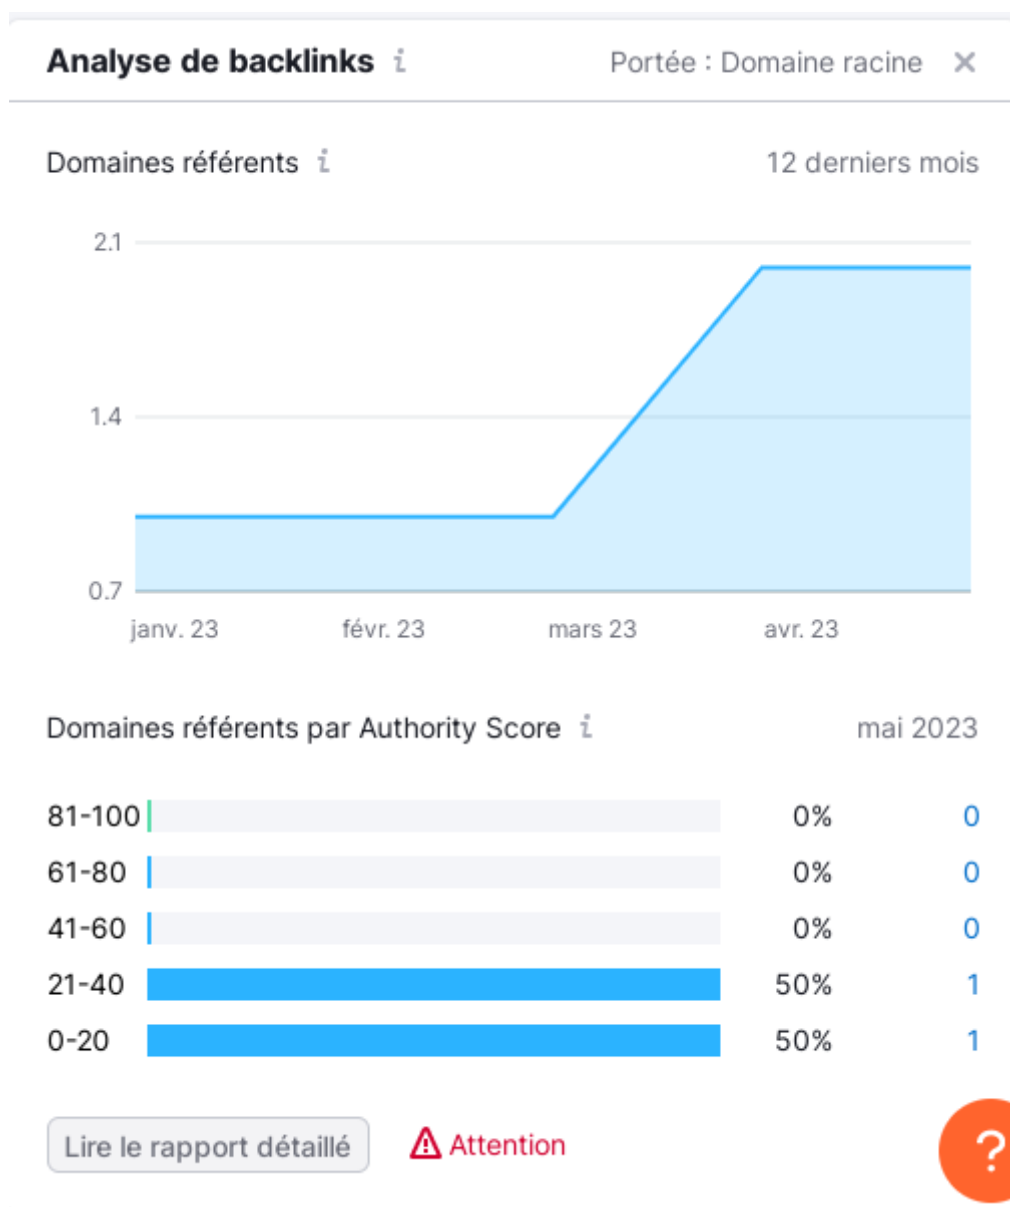 Analyse de backlinks i Portée : Domaine racine ×
Domaines référents i 12 derniers mois
2.1
1.4
0.7
janv. 23 févr. 23 mars 23 avr. 23
Domaines référents par Authority Score i mai 2023
81-100 0% 0
61-80 0% 0
41-60 0% 0
21-40 50% 1
0-20 50% 1
Lire le rapport détaillé Attention ?